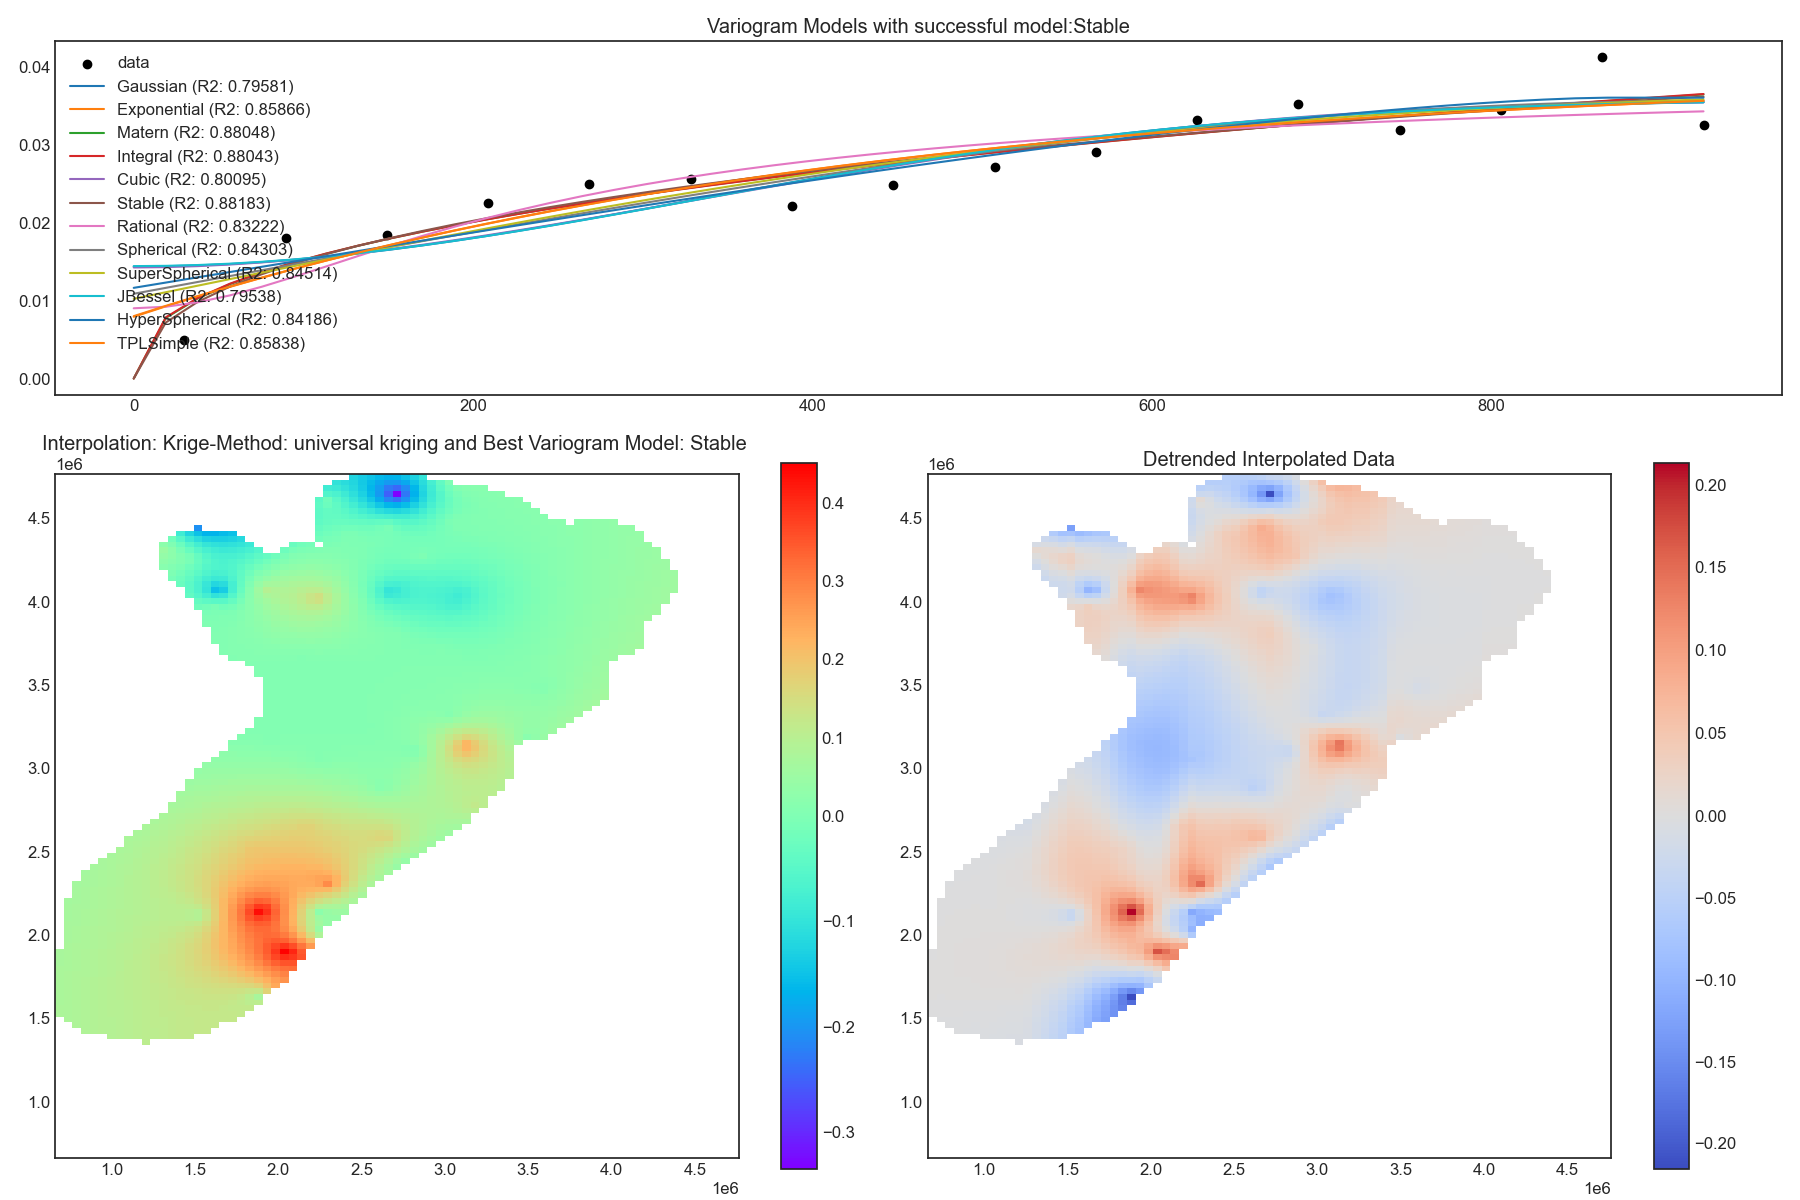 Variogram Models with successful model:Stable
0.04
0.03
0.02
0.01
0.00
data
Gaussian (R2: 0.79581)
Exponential (R2: 0.85866)
Matern (R2: 0.88048)
Integral (R2: 0.88043)
Cubic (R2: 0.80095)
Stable (R2: 0.88183)
Rational (R2: 0.83222)
Spherical (R2: 0.84303)
SuperSpherical (R2: 0.84514)
JBessel (R2: 0.79538)
HyperSpherical (R2: 0.84186)
TPLSimple (R2: 0.85838)
0 200 400 600 800
Interpolation: Krige-Method: universal kriging and Best Variogram Model: Stable
1e6
4.5
4.0
3.5
3.0
2.5
2.0
1.5
1.0
1.0 1.5 2.0 2.5 3.0 3.5 4.0 4.5
1e6
0.4
0.3
0.2
0.1
0.0
−0.1
−0.2
−0.3
Detrended Interpolated Data
1e6
4.5
4.0
3.5
3.0
2.5
2.0
1.5
1.0
1.0 1.5 2.0 2.5 3.0 3.5 4.0 4.5
1e6
0.20
0.15
0.10
0.05
0.00
−0.05
−0.10
−0.15
−0.20